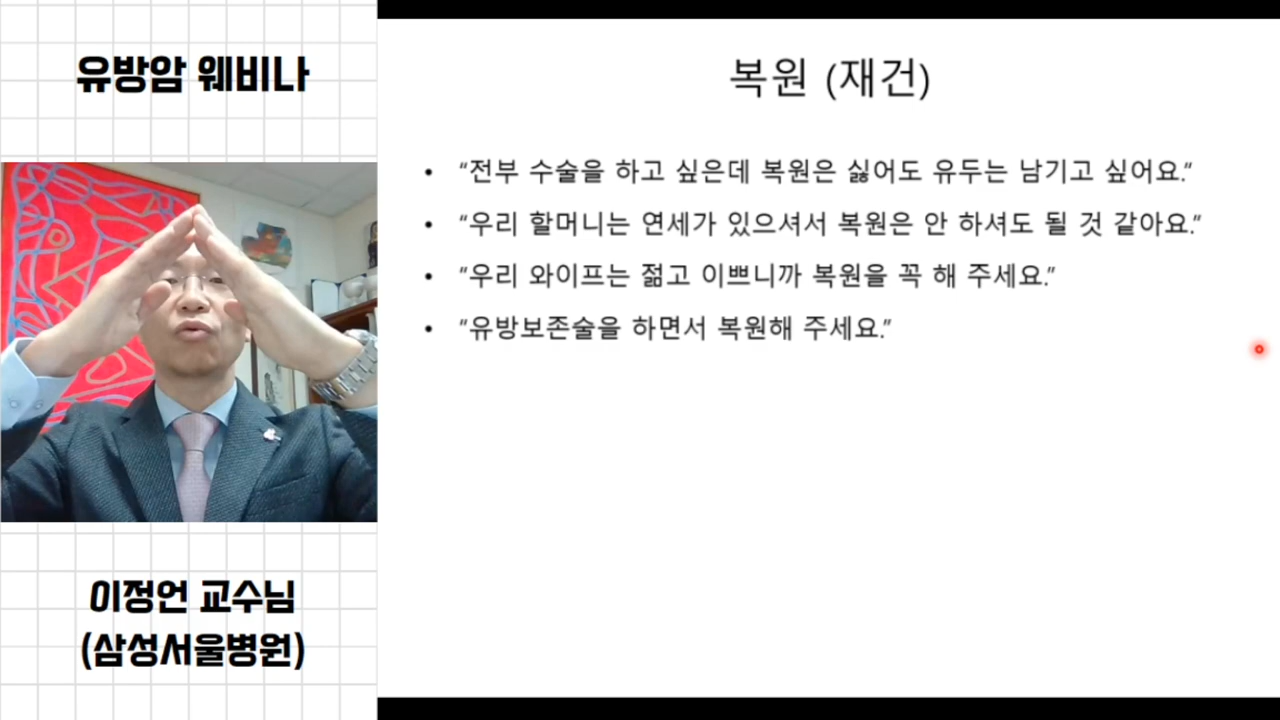 유방암 웨비나
복원 (재건)
• “전부 수술을 하고 싶은데 복원은 싫어도 유두는 남기고 싶어요.”
• “우리 할머니는 연세가 있으셔서 복원은 안 하셔도 될 것 같아요.”
• “우리 와이프는 젊고 이쁘니까 복원을 꼭 해 주세요.”
• “유방보존술을 하면서 복원해 주세요.”
이정언 교수님
(삼성서울병원)